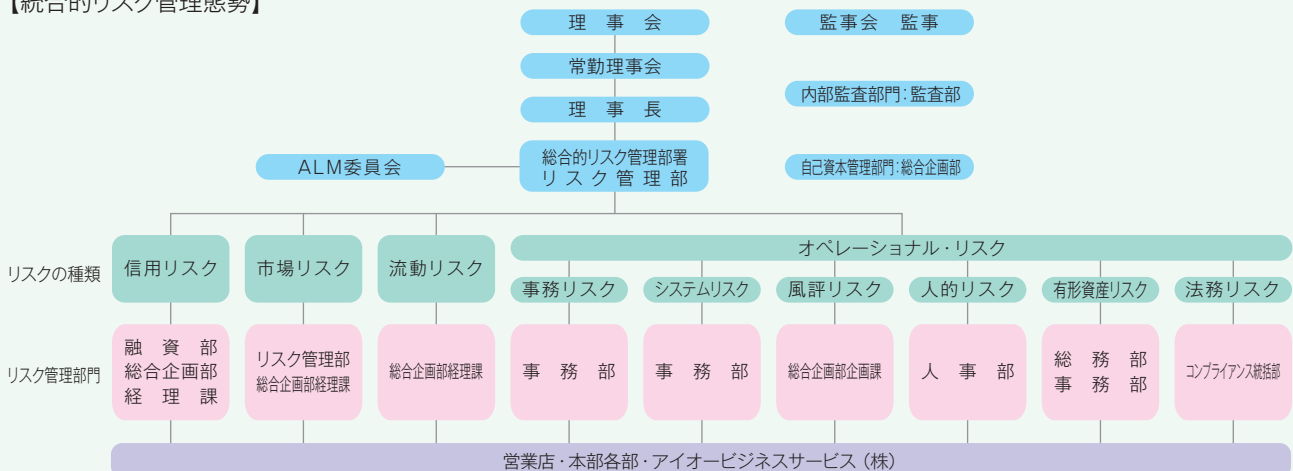 【統合的リスク管理態勢】
理事会
監事会 監事
常勤理事会
内部監査部門:監査部
理事長
ALM委員会
総合的リスク管理部署
リスク管理部
自己資本管理部門:総合企画部
リスクの種類
信用リスク
市場リスク
流動リスク
オペレーショナル・リスク
事務リスク
システムリスク
風評リスク
人的リスク
有形資産リスク
法務リスク
リスク管理部門
融資部
総合企画部
経理課
リスク管理部
総合企画部経理課
総合企画部経理課
事務部
事務部
総合企画部企画課
人事部
総務部
事務部
コンプライアンス統括部
営業店・本部各部・アイオービジネスサービス(株)